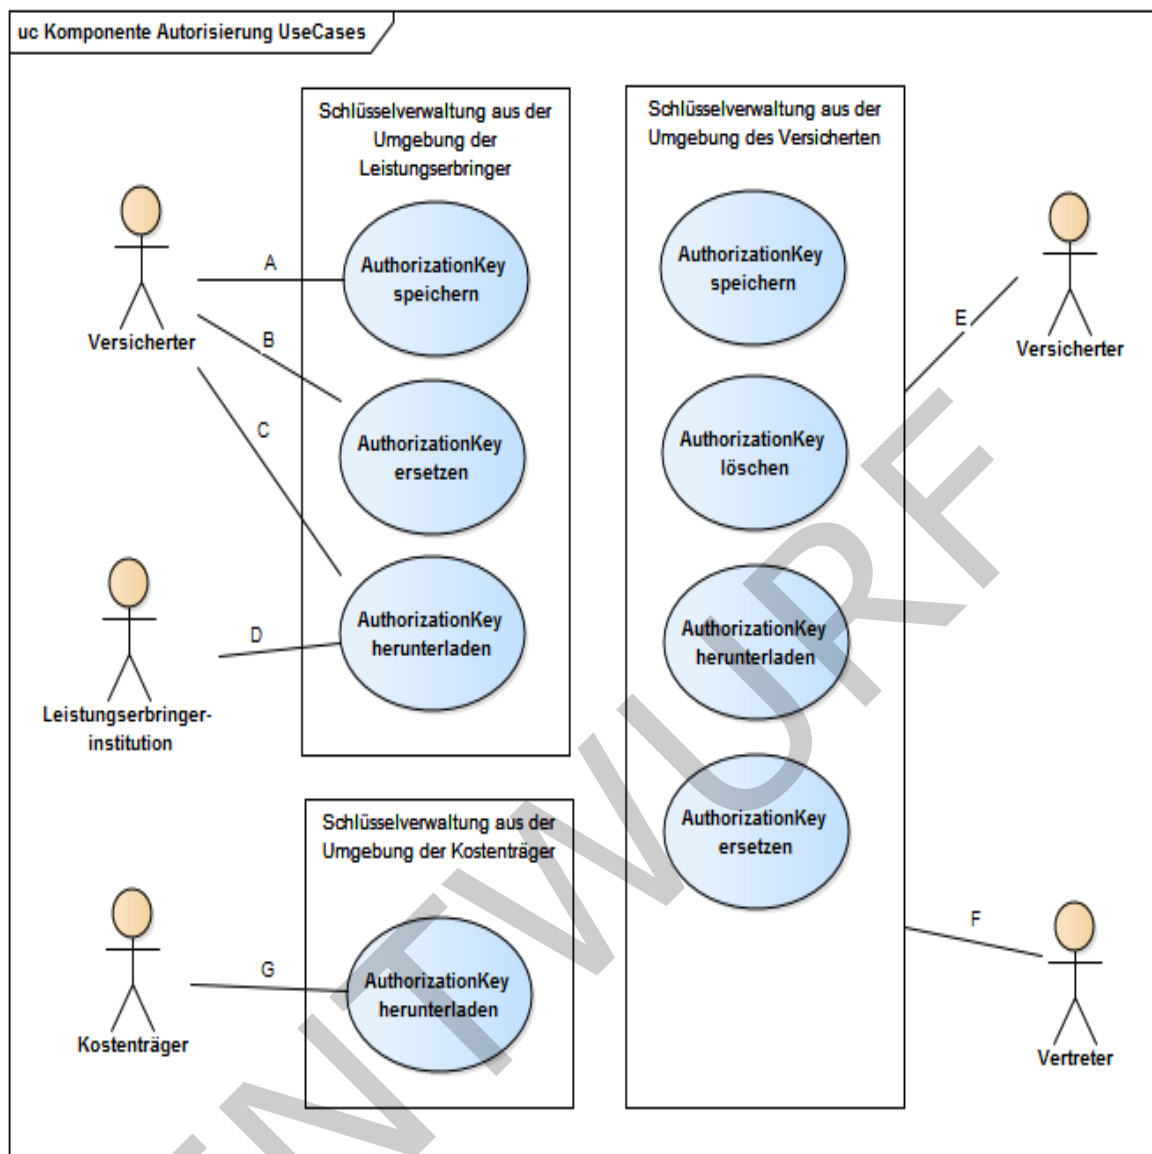 uc Komponente Autorisierung UseCases
Schlüsselverwaltung aus der
Umgebung der
Leistungserbringer
AuthorizationKey
speichern
AuthorizationKey
ersetzen
AuthorizationKey
herunterladen
Versicherter
A
B
C
D
Leistungserbringer-
institution
Schlüsselverwaltung aus der
Umgebung der Kostenträger
AuthorizationKey
herunterladen
G
Kostenträger
Schlüsselverwaltung aus der
Umgebung des Versicherten
AuthorizationKey
speichern
AuthorizationKey
löschen
AuthorizationKey
herunterladen
AuthorizationKey
ersetzen
E
Versicherter
F
Vertreter
ENTWURF